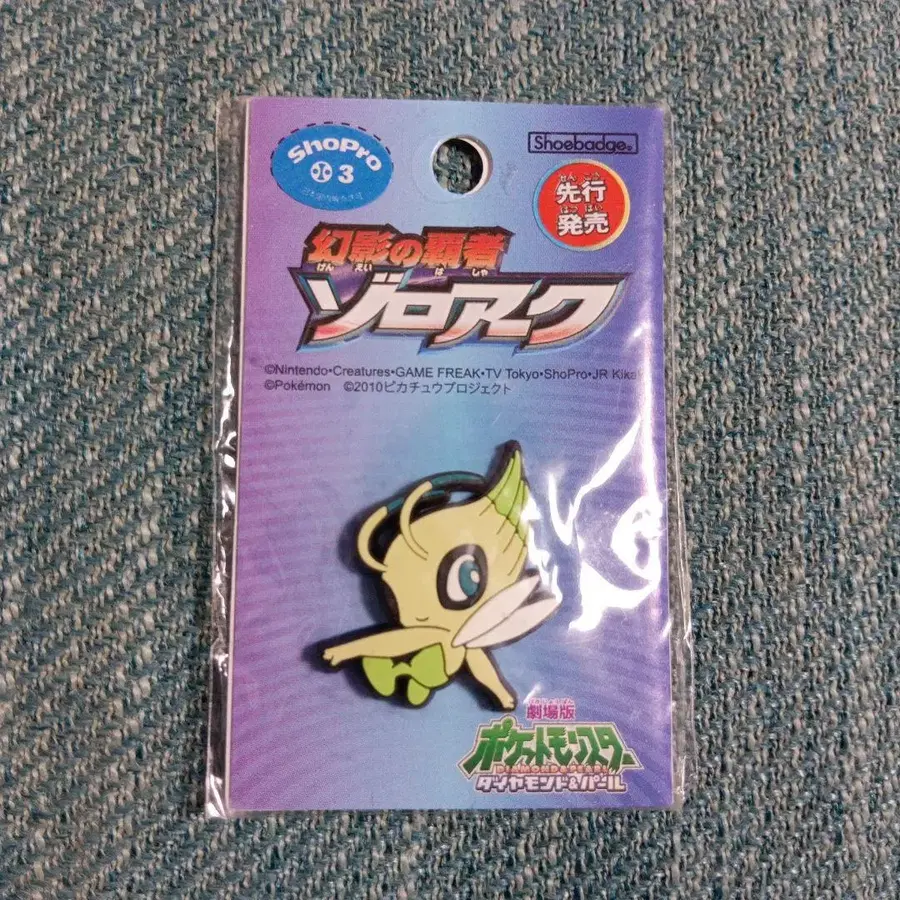 ShoPro
3
Shoebadge®
せん こう
先行
はつ ばい
発売
幻影の覇者
げん えい は しゃ
ゾロアーク
©Nintendo•Creatures•GAME FREAK•TV Tokyo•ShoPro•JR Kika
©Pokémon ©2010ピカチュウプロジェクト
劇場版
ポケットモンスター
DIAMOND&PEARL
ダイヤモンド&パール